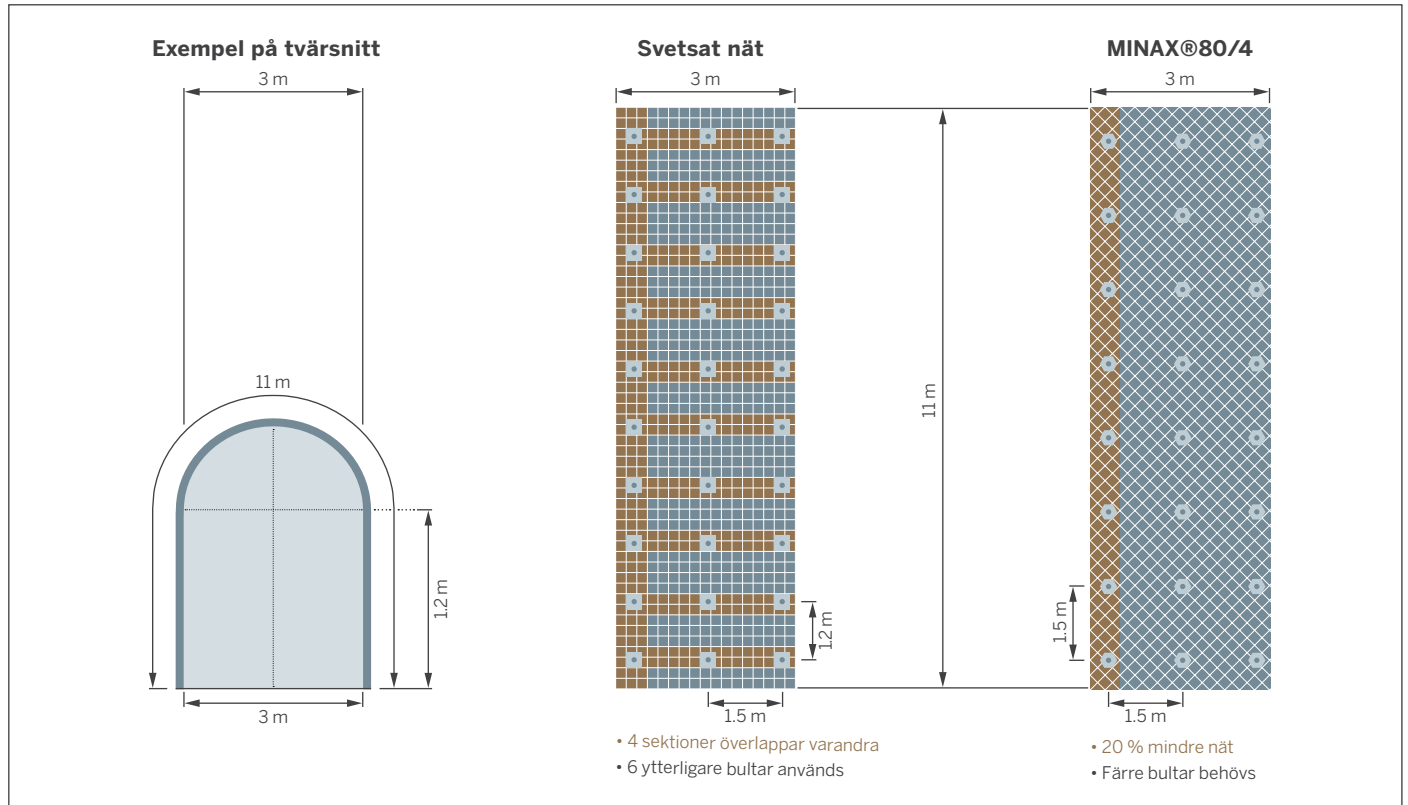 Exempel på tvärsnitt
3 m
11 m
1.2 m
3 m
Svetsat nät
3 m
11 m
1.2 m
1.5 m
• 4 sektioner överlappar varandra
• 6 ytterligare bultar används
MINAX®80/4
3 m
1.5 m
1.5 m
• 20 % mindre nät
• Färre bultar behövs